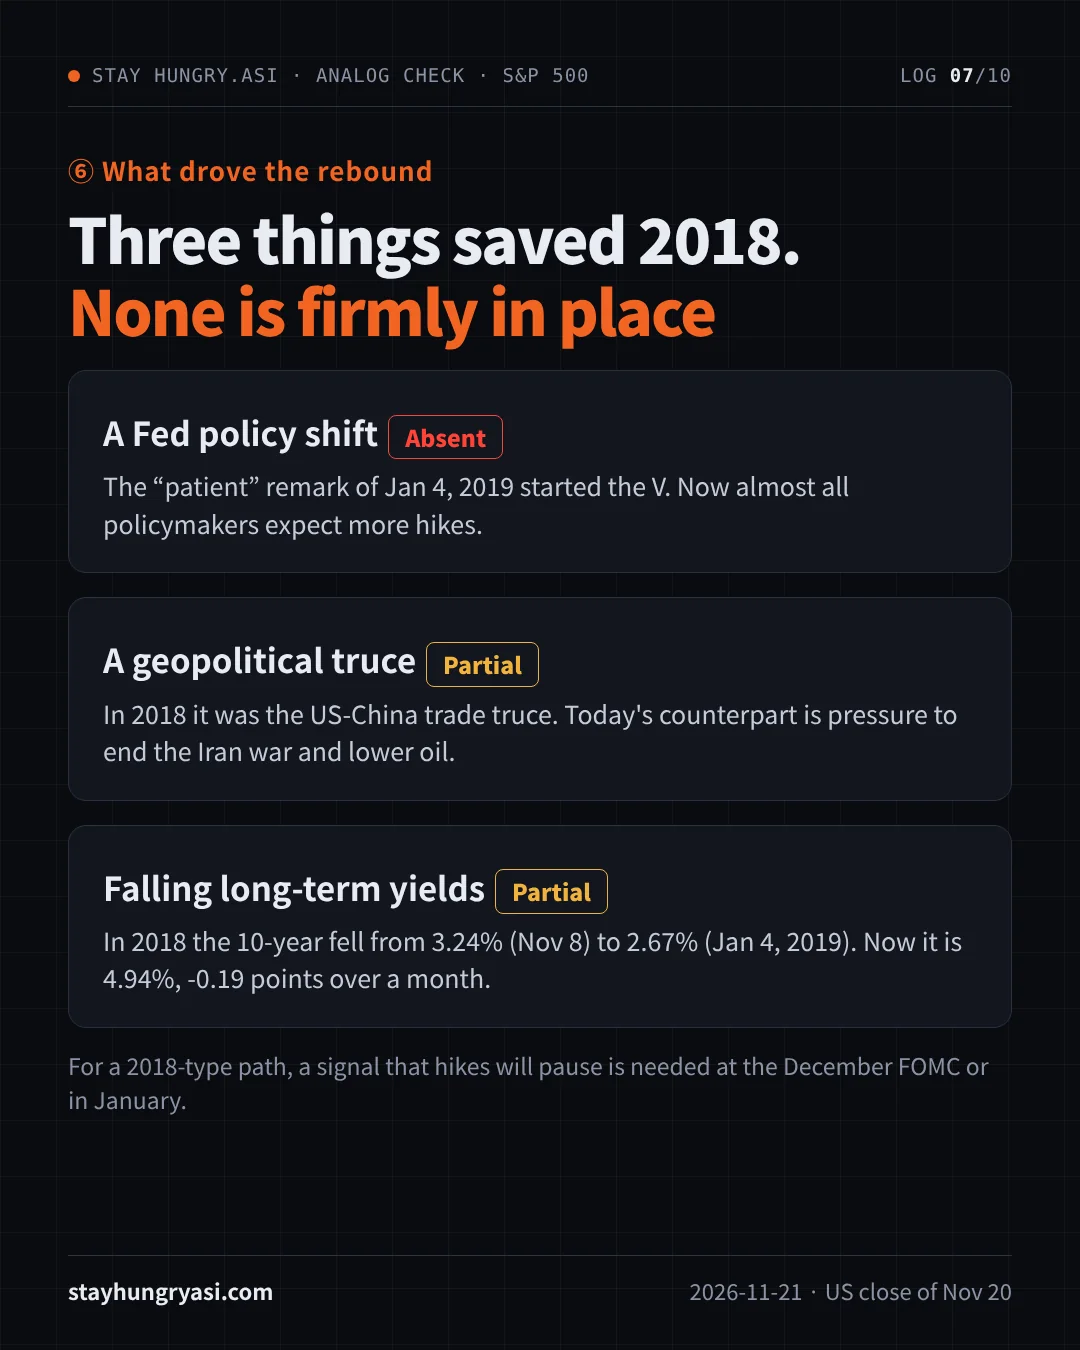 STAY HUNGRY.ASI · ANALOG CHECK · S&P 500
LOG 07/10
⑥ What drove the rebound
Three things saved 2018.
None is firmly in place
A Fed policy shift Absent
The “patient” remark of Jan 4, 2019 started the V. Now almost all
policymakers expect more hikes.
A geopolitical truce Partial
In 2018 it was the US-China trade truce. Today's counterpart is pressure to
end the Iran war and lower oil.
Falling long-term yields Partial
In 2018 the 10-year fell from 3.24% (Nov 8) to 2.67% (Jan 4, 2019). Now it is
4.94%, -0.19 points over a month.
For a 2018-type path, a signal that hikes will pause is needed at the December FOMC or
in January.
stayhungryasi.com
2026-11-21 · US close of Nov 20